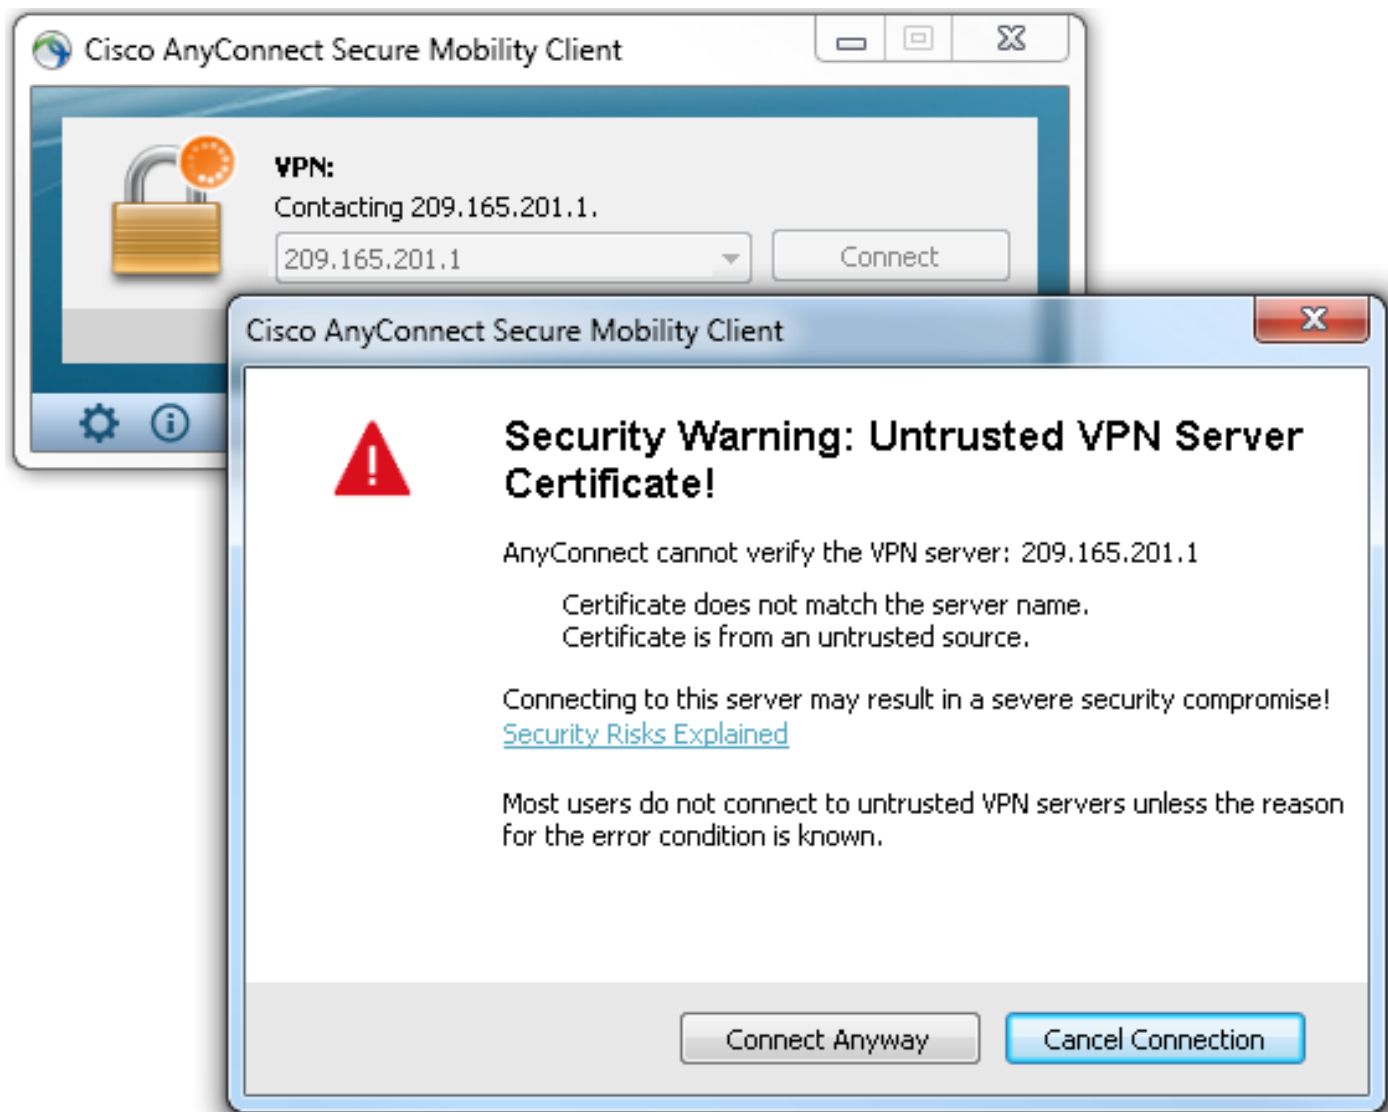 Cisco AnyConnect Secure Mobility Client
VPN:
Contacting 209.165.201.1.
209.165.201.1
Connect
Cisco AnyConnect Secure Mobility Client
Security Warning: Untrusted VPN Server
Certificate!
AnyConnect cannot verify the VPN server: 209.165.201.1
Certificate does not match the server name.
Certificate is from an untrusted source.
Connecting to this server may result in a severe security compromise!
Security Risks Explained
Most users do not connect to untrusted VPN servers unless the reason
for the error condition is known.
Connect Anyway
Cancel Connection